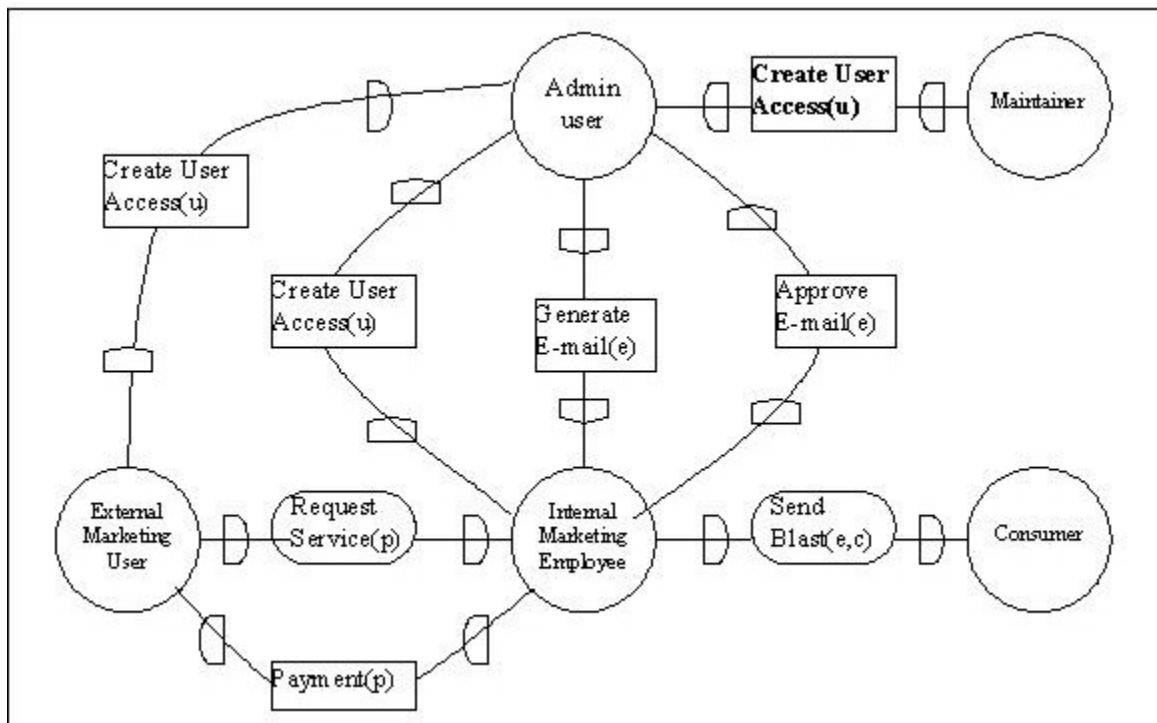 Admin
user
Create User
Access(u)
Maintainer
Create User
Access(u)
Create User
Access(u)
Generate
E-mail(e)
Approve
E-mail(e)
External
Marketing
User
Request
Service(p)
Internal
Marketing
Employee
Send
Blast(e,c)
Consumer
Payment(p)